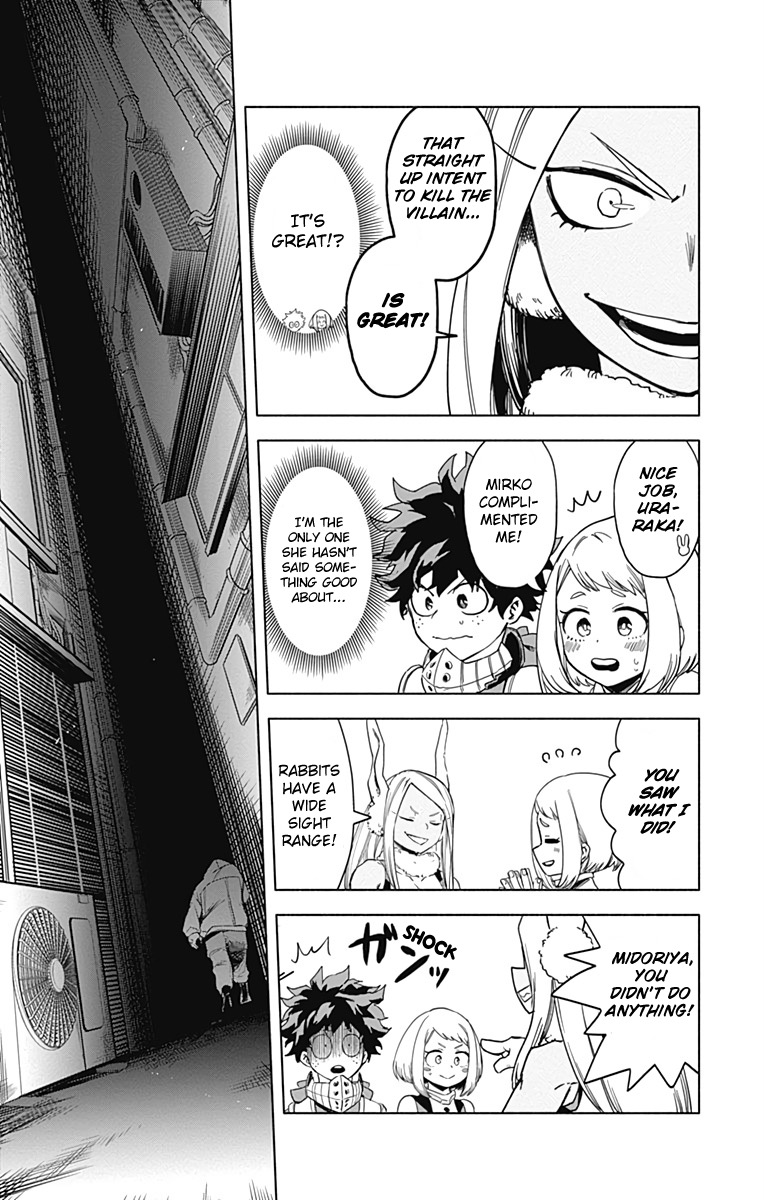 THAT
STRAIGHT
UP INTENT
TO KILL THE
VILLAIN...
IS
GREAT!
IT'S
GREAT!?
NICE
JOB,
URA-
RAKA!
MIRKO
COMPLI-
MENTED
ME!
I'M THE
ONLY ONE
SHE HASN'T
SAID SOME-
THING GOOD
ABOUT...
YOU
SAW
WHAT I
DID!
RABBITS
HAVE A
WIDE
SIGHT
RANGE!
MIDORIYA,
YOU
DIDN'T DO
ANYTHING!
ガーンッ
SHOCK